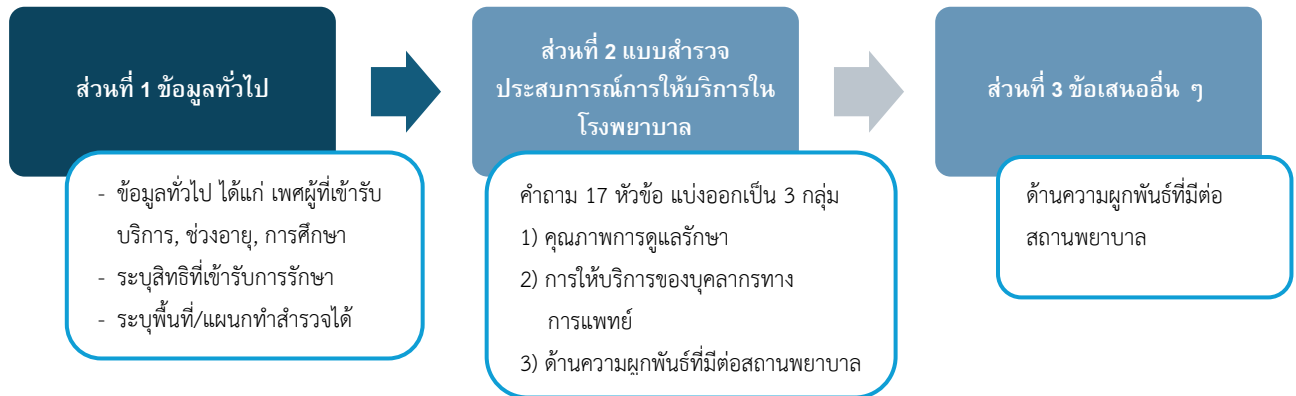 ส่วนที่ 1 ข้อมูลทั่วไป
- ข้อมูลทั่วไป ได้แก่ เพศผู้ที่เข้ารับ
บริการ, ช่วงอายุ, การศึกษา
- ระบุสิทธิที่เข้ารับการรักษา
- ระบุพื้นที่/แผนกทำสำรวจได้
ส่วนที่ 2 แบบสำรวจ
ประสบการณ์การให้บริการใน
โรงพยาบาล
คำถาม 17 หัวข้อ แบ่งออกเป็น 3 กลุ่ม
1) คุณภาพการดูแลรักษา
2) การให้บริการของบุคลากรทาง
การแพทย์
3) ด้านความผูกพันธ์ที่มีต่อสถานพยาบาล
ส่วนที่ 3 ข้อเสนออื่น ๆ
ด้านความผูกพันธ์ที่มีต่อ
สถานพยาบาล